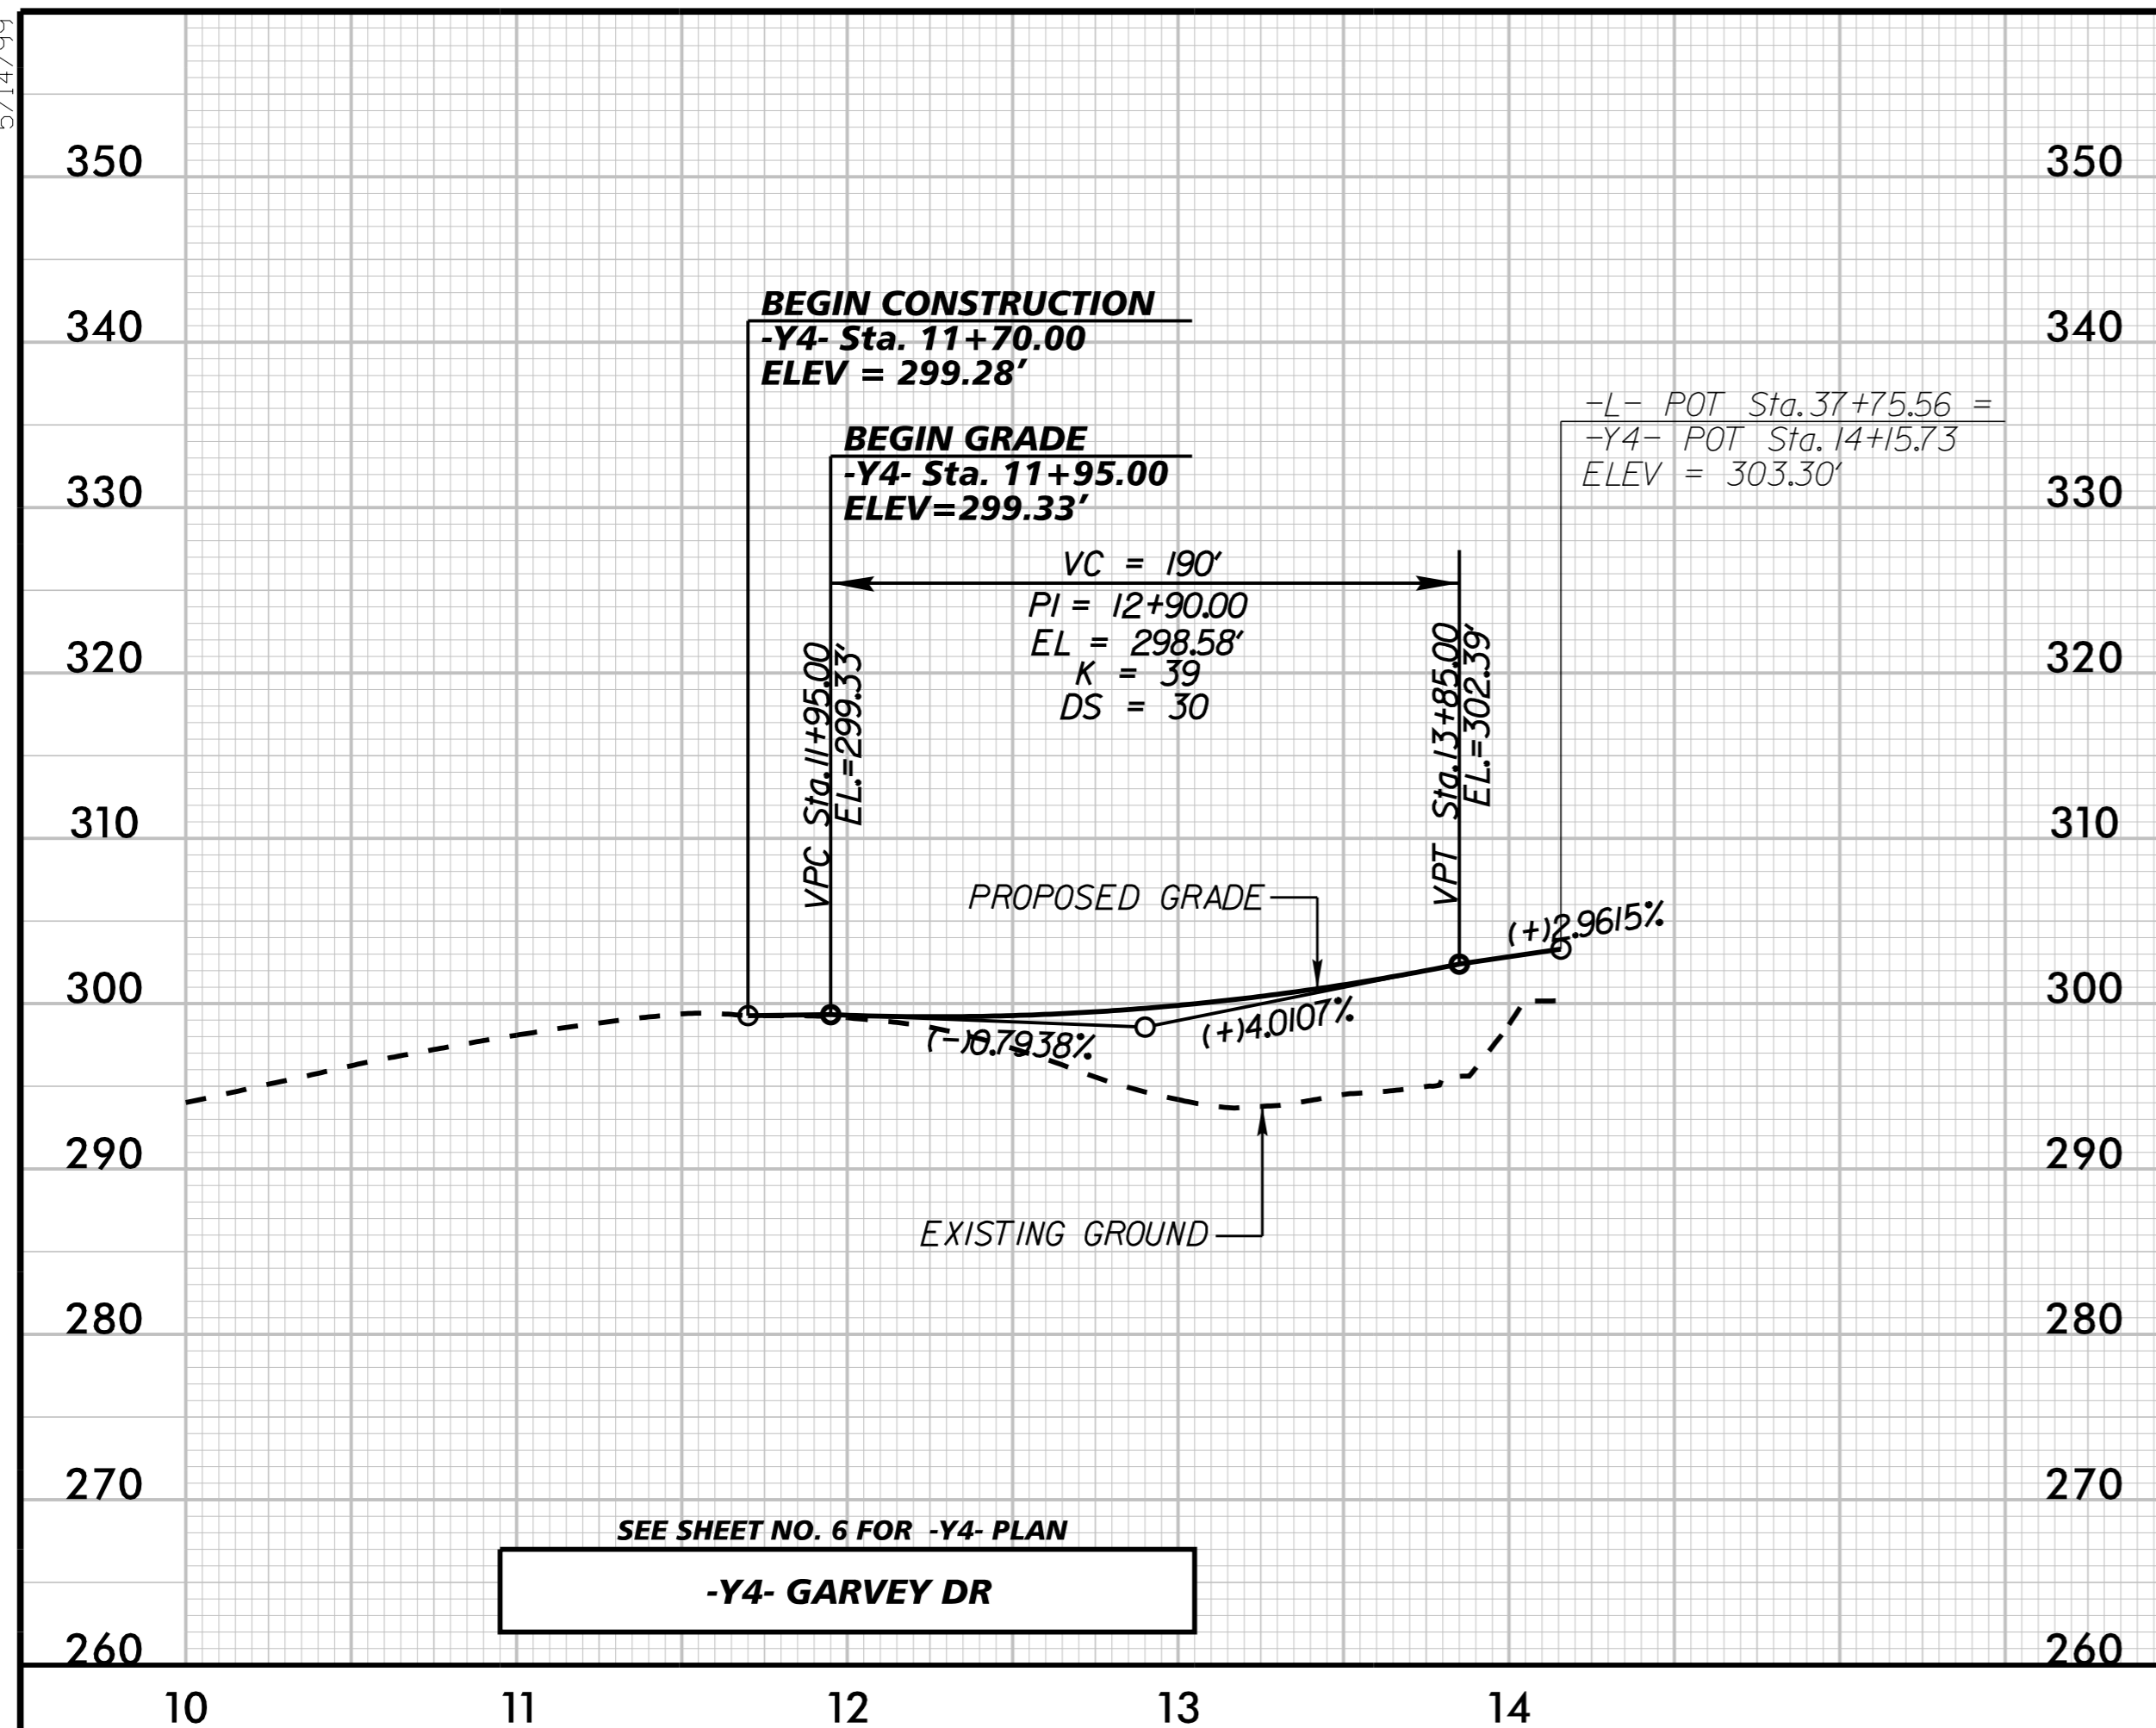 5/14/99
350 350
BEGIN CONSTRUCTION
340 -Y4- Sta. 11+70.00 340
ELEV = 299.28'
-L- POT Sta. 37+75.56 =
BEGIN GRADE
-Y4- POT Sta. 14+15.73
-Y4- Sta. 11+95.00
ELEV = 303.30'
330 330
ELEV=299.33'
VC = 190'
PI = 12+90.00
EL = 298.58'
320 320
K = 39
DS = 30
VPC Sta. 11+95.00
EL.=299.33'
VPT Sta. 13+85.00
EL.=302.39'
310 310
PROPOSED GRADE
(+)2.9615%
300 300
(-)0.7938%
(+)4.0107%
290 290
EXISTING GROUND
280 280
270 270
SEE SHEET NO. 6 FOR -Y4- PLAN
-Y4- GARVEY DR
260 260
10 11 12 13 14